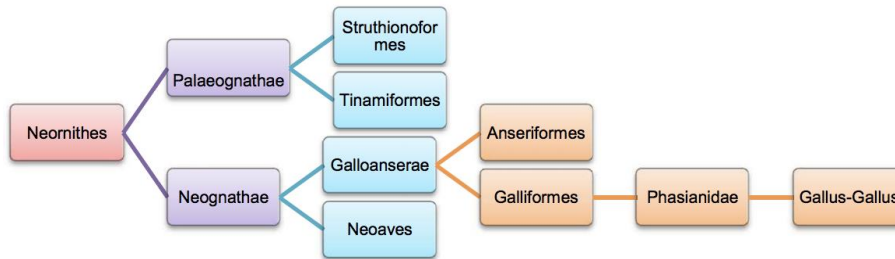 Struthionofor
mes
Palaeognathae
Tinamiformes
Neornithes
Anseriformes
Galloanserae
Neognathae
Galliformes
Phasianidae
Gallus-Gallus
Neoaves